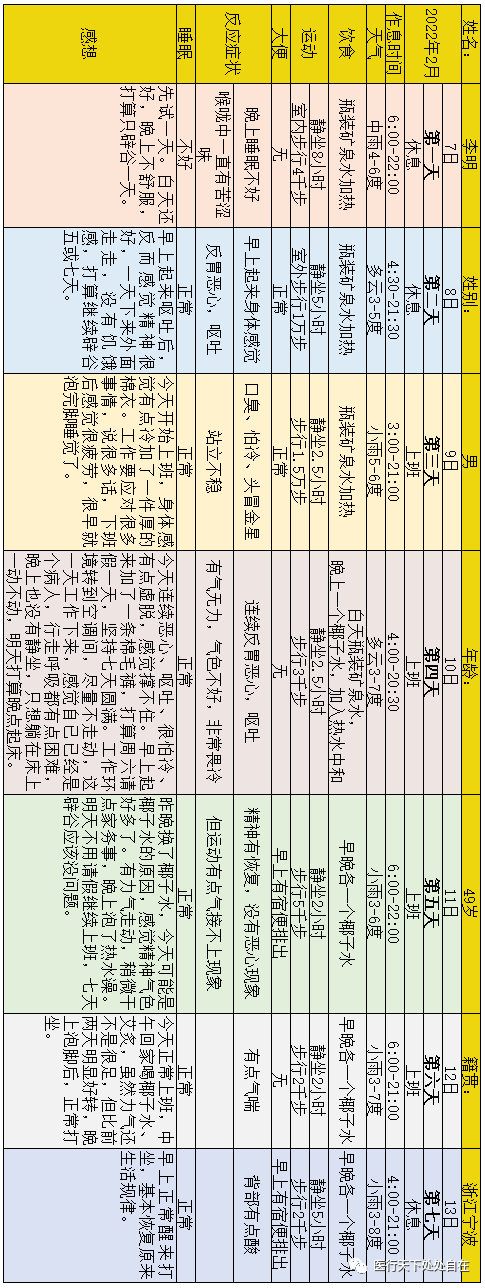 姓名：
李明
性别：
男
年龄：
49岁
籍贯：
浙江宁波
2022年2月
7日
8日
9日
10日
11日
12日
13日
第一天
第二天
第三天
第四天
第五天
第六天
第七天
作息时间
休息
休息
上班
上班
上班
上班
休息
6:00-22:00
4:30-21:30
3:00-21:00
4:00-20:30
6:00-22:00
6:00-21:00
4:00-21:00
天气
中雨4-6度
多云3-5度
小雨5-6度
多云3-7度
小雨3-6度
小雨3-7度
小雨3-8度
饮食
瓶装矿泉水加热
瓶装矿泉水加热
瓶装矿泉水加热
白天瓶装矿泉水，
晚上一个椰子水，加入热水中和
早晚各一个椰子水
早晚各一个椰子水
早晚各一个椰子水
运动
静坐8小时
室内步行4千步
静坐5小时
室外步行1万步
静坐2.5小时
步行1.5万步
静坐2.5小时
步行3千步
静坐2小时
步行5千步
静坐2小时
步行2千步
静坐5小时
步行2千步
大便
无
正常
正常
无
早上有宿便排出
无
早上有宿便排出
反应症状
晚上睡眠不好
喉咙中一直有苦涩
味
早上起来身体感觉
反胃恶心，呕吐
口臭、怕冷、头冒金星
站立不稳
连续反胃恶心，呕吐
有气无力，气色不好，非常畏冷
精神有恢复，没有恶心现象
但运动有点气接不上现象
有点气喘
背部有点酸
睡眠
不好
正常
正常
正常
正常
正常
正常
感想
先试一天。白天还
好，晚上不舒服，
打算只辟谷一天。
早上起来呕吐后，
反而感觉精神很
好，一天下来外面
走走，没有饥饿
感，打算继续辟谷
五或七天。
今天开始上班，身体感
觉有点冷加了一件厚的
棉衣。工作要应对很多
事情，说很多话，下班
后感觉很疲劳，很早就
泡完脚睡觉了。
今天连续恶心、呕吐、很怕冷、
有点虚脱，感觉撑不住。早上起
来加了一条棉毛裤，打算周六请
假一天，坚持七天圆满。工作环
境转到空调间，尽量不走动，这
一天工作下来，感觉自己已经是
个病人，行走呼吸都有点困难，
晚上也没有静坐，只想躺在床上
一动不动，明天打算晚点起床。
昨晚换了椰子水，今天可能是
椰子水的原因，感觉精神气色
好多了。有力气走动，稍微干
点家务事，晚上泡了热水澡。
明天不用请假继续上班，七天
辟谷应该没问题。
今天正常上班，中
午回家喝椰子水、
艾灸，虽然力气还
不是很足，但比前
两天明显好转，晚
上泡脚后，正常打
坐。
早上正常醒来打
坐，基本恢复原来
生活规律。
医行天下处处自在